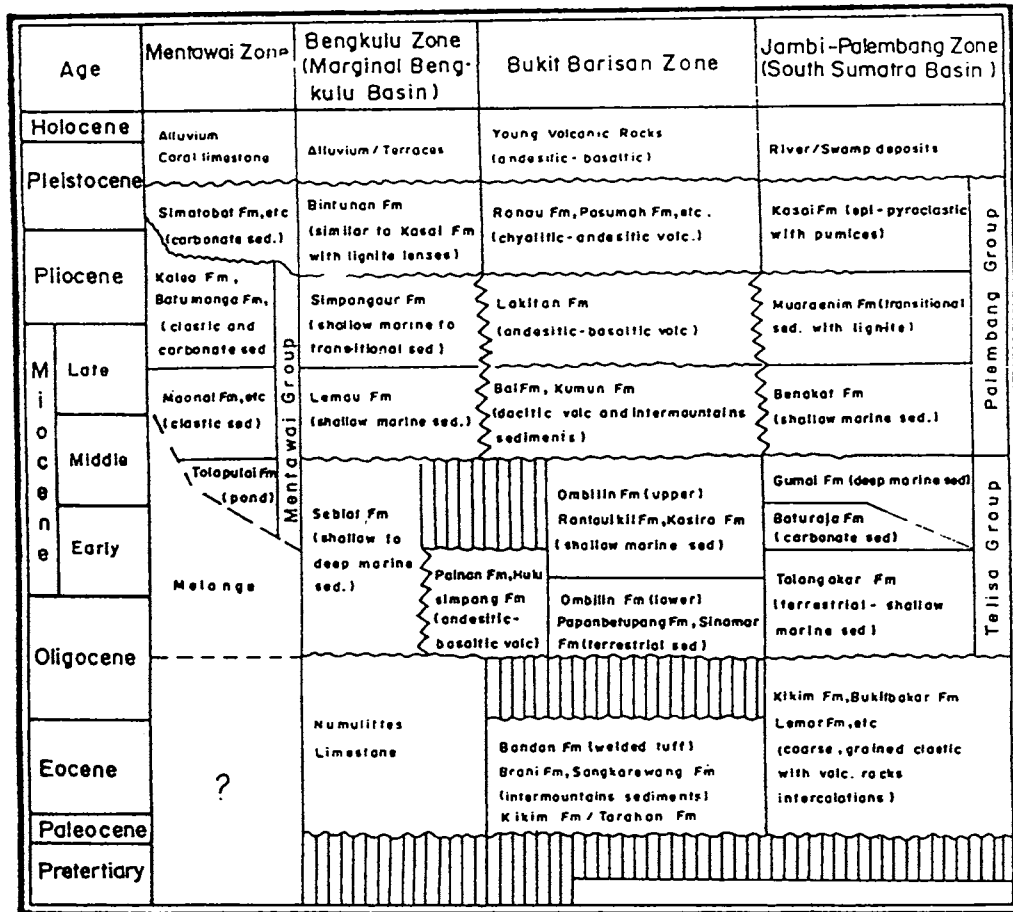 Age
Mentawai Zone
Bengkulu Zone
(Marginal Beng-
kulu Basin)
Bukit Barisan Zone
Jambi-Palembang Zone
(South Sumatra Basin)
Holocene
Pleistocene
Pliocene
Miocene
Late
Middle
Early
Oligocene
Eocene
Paleocene
Pretertiary
Alluvium
Coral limestone
Simatobat Fm, etc
(carbonate sed.)
Kalea Fm,
Batumonga Fm,
(clastic and
carbonate sed
Maonai Fm, etc
(clastic sed)
Tolapulai Fm
(pond)
Melange
?
Mentawai Group
Alluvium / Terraces
Bintunan Fm
(similar to Kasai Fm
with lignite lenses)
Simpangaur Fm
(shallow marine to
transitional sed)
Lemau Fm
(shallow marine sed.)
Seblat Fm
(shallow to
deep marine
sed.)
Painan Fm, Hulu
simpang Fm
(andesitic-
basaltic volc)
Numulittes
Limestone
Young Volcanic Rocks
(andesitic - basaltic)
Ranau Fm, Pasumah Fm, etc.
(chyolitic-andesitic volc.)
Lakitan Fm
(andesitic-basaltic volc)
Bal Fm, Kumun Fm
(dacitic volc and intermountains
sediments)
Ombilin Fm (upper)
Rantauikil Fm, Kasira Fm
(shallow marine sed)
Ombilin Fm (lower)
Papanbetupang Fm, Sinamar
Fm (terrestrial sed)
Bandan Fm (welded tuff)
Brani Fm, Sangkarewang Fm
(intermountains sediments)
Kikim Fm / Tarahan Fm
River/Swamp deposits
Kasai Fm (epi-pyroclastic
with pumices)
Muaraenim Fm (transitional
sed. with lignite)
Benakat Fm
(shallow marine sed.)
Gumai Fm (deep marine sed)
Baturaja Fm
(carbonate sed)
Talangakar Fm
(terrestrial - shallow
marine sed)
Kikim Fm, Bukitbakar Fm
Lemar Fm, etc
(coarse, grained clastic
with valc. racks
intercalations)
Palembang Group
Telisa Group